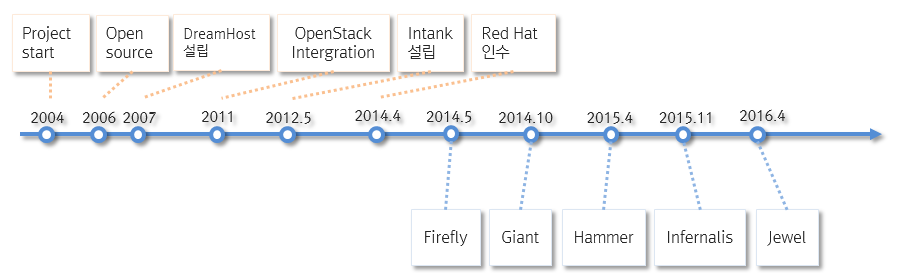 Project
start
Open
source
DreamHost
설립
OpenStack
Intergration
Intank
설립
Red Hat
인수
2004
2006
2007
2011
2012.5
2014.4
2014.5
2014.10
2015.4
2015.11
2016.4
Firefly
Giant
Hammer
Infernalis
Jewel